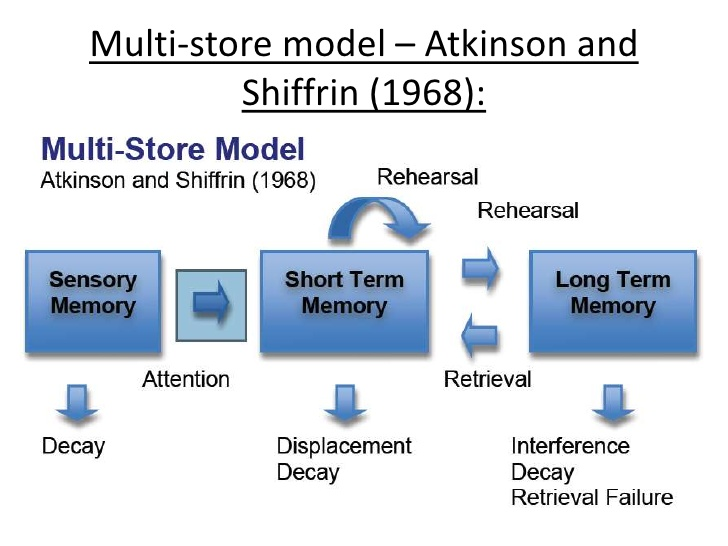 Multi-store model – Atkinson and
Shiffrin (1968):
Multi-Store Model
Atkinson and Shiffrin (1968)
Rehearsal
Rehearsal
Sensory
Memory
Short Term
Memory
Long Term
Memory
Attention
Retrieval
Decay
Displacement
Decay
Interference
Decay
Retrieval Failure